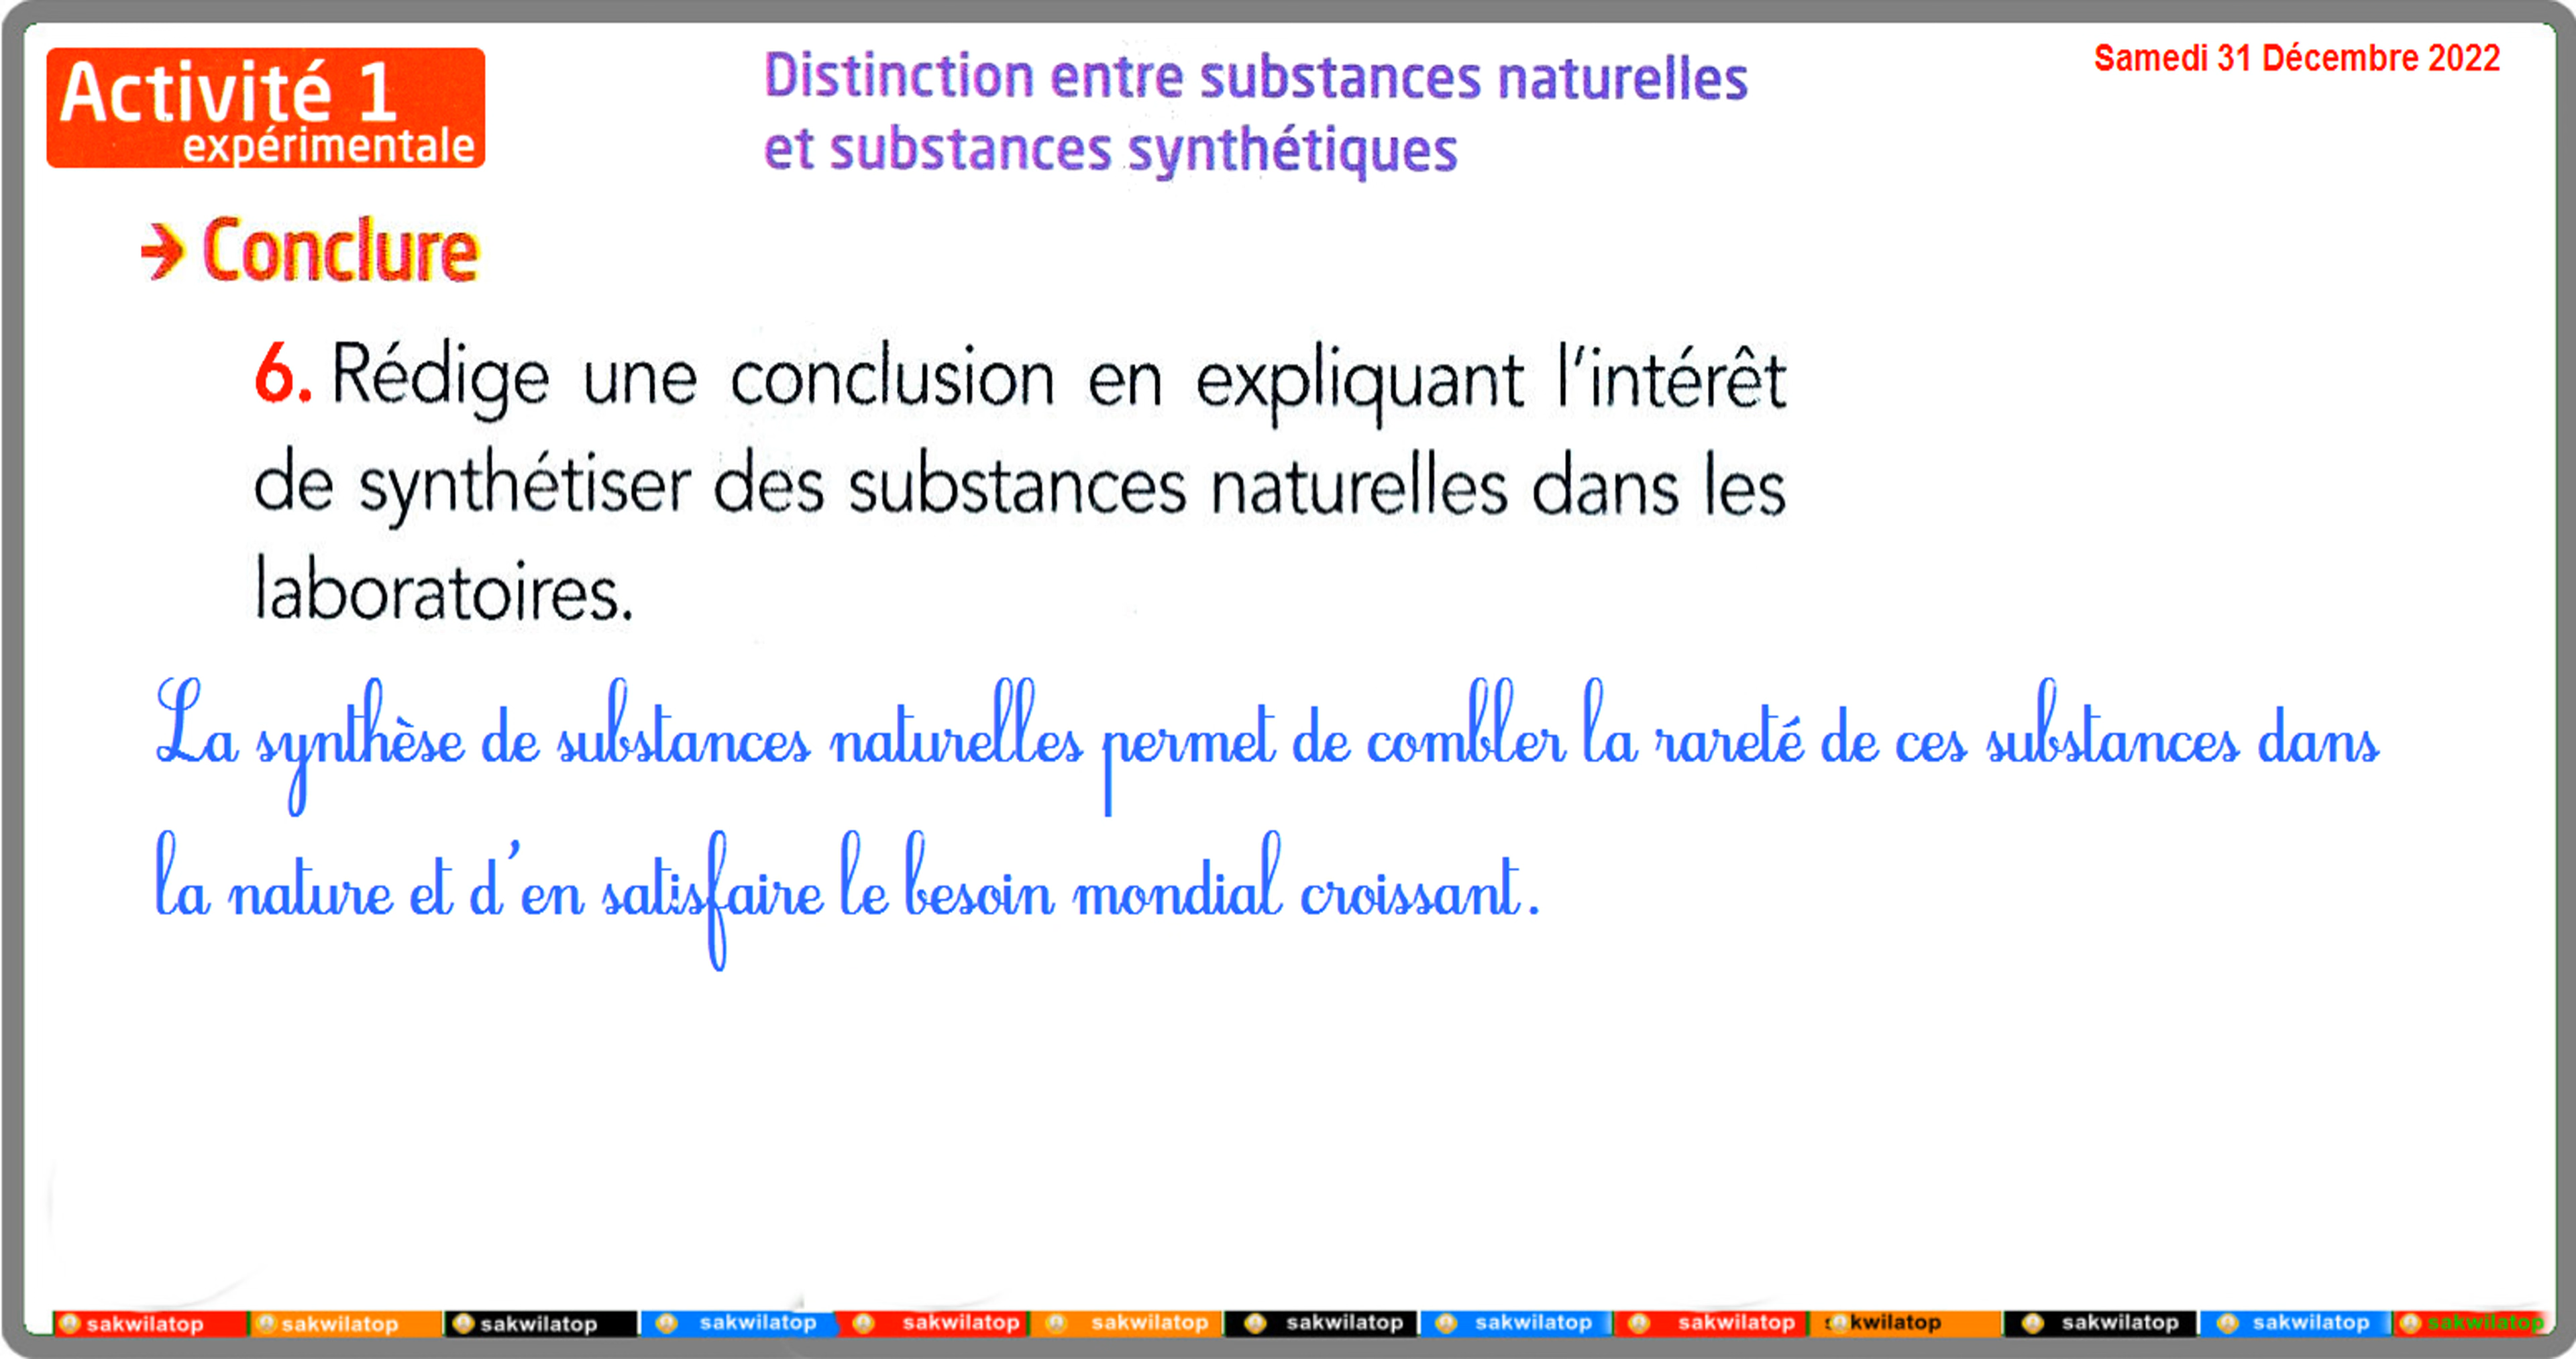 Activité 1
expérimentale
Distinction entre substances naturelles
et substances synthétiques
Samedi 31 Décembre 2022
→ Conclure
6. Rédige une conclusion en expliquant l'intérêt
de synthétiser des substances naturelles dans les
laboratoires.
La synthèse de substances naturelles permet de combler la rareté de ces substances dans
la nature et d'en satisfaire le besoin mondial croissant.
sakwilatop sakwilatop sakwilatop sakwilatop sakwilatop sakwilatop sakwilatop sakwilatop sakwilatop kwilatop sakwilatop sakwilatop sakwilatop